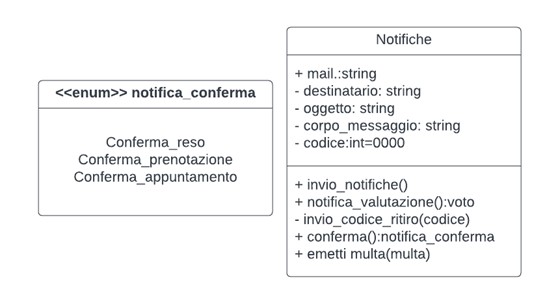 <<enum>> notifica_conferma
Conferma_reso
Conferma_prenotazione
Conferma_appuntamento
Notifiche
+ mail.:string
- destinatario: string
- oggetto: string
- corpo_messaggio: string
- codice:int=0000
+ invio_notifiche()
+ notifica_valutazione():voto
- invio_codice_ritiro(codice)
+ conferma():notifica_conferma
+ emetti multa(multa)